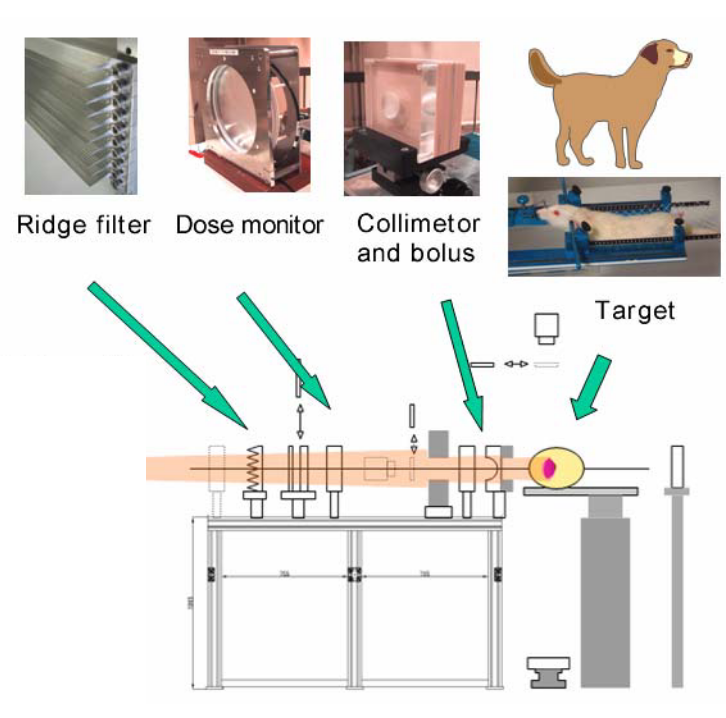 Ridge filter
Dose monitor
Collimetor
and bolus
Target